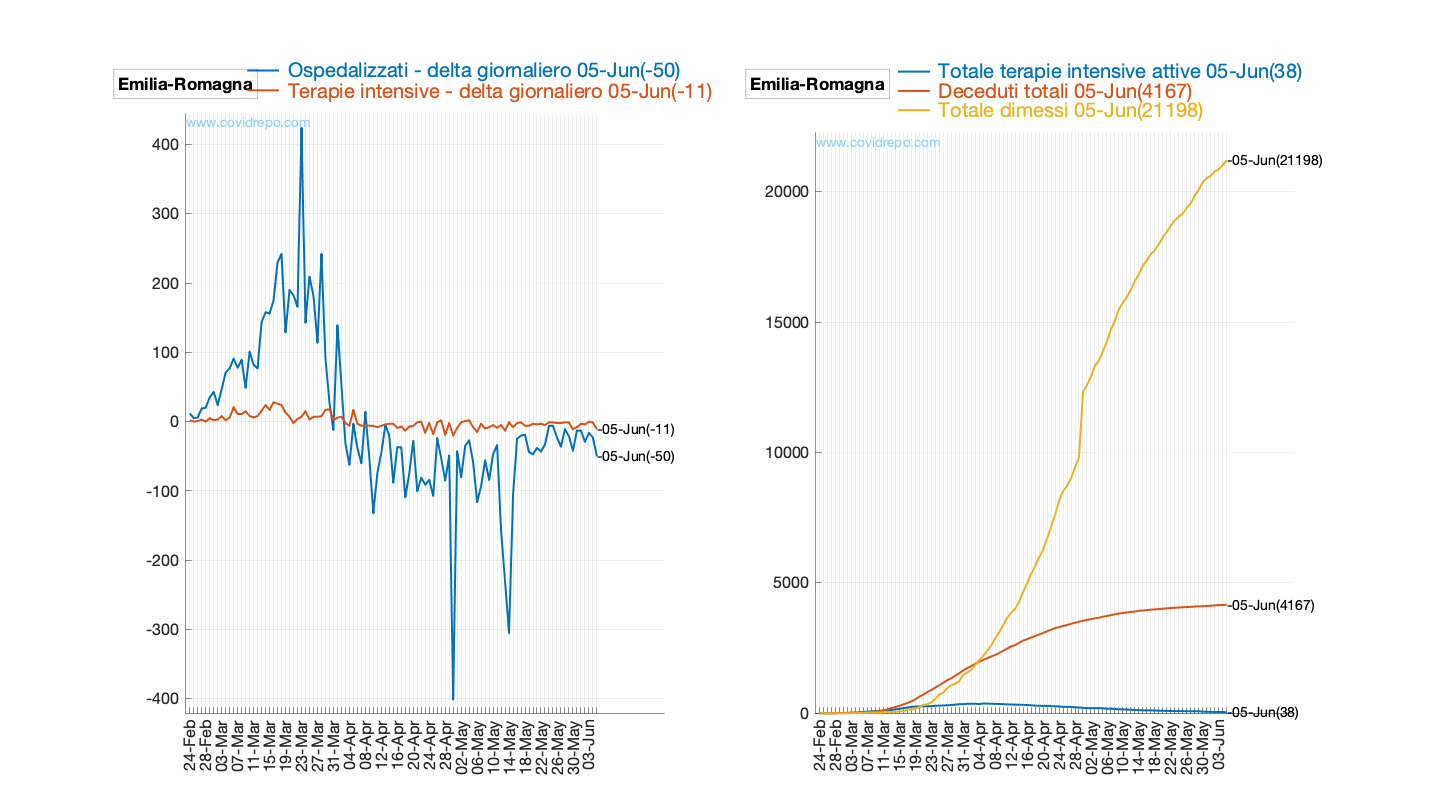 Emilia-Romagna
Ospedalizzati - delta giornaliero 05-Jun(-50)
Terapie intensive - delta giornaliero 05-Jun(-11)
www.covidrepo.com
400
300
200
100
0
-100
-200
-300
-400
-05-Jun(-11)
-05-Jun(-50)
24-Feb
28-Feb
03-Mar
07-Mar
11-Mar
15-Mar
19-Mar
23-Mar
27-Mar
31-Mar
04-Apr
08-Apr
12-Apr
16-Apr
20-Apr
24-Apr
28-Apr
02-May
06-May
10-May
14-May
18-May
22-May
26-May
30-May
03-Jun
Emilia-Romagna
Totale terapie intensive attive 05-Jun(38)
Deceduti totali 05-Jun(4167)
Totale dimessi 05-Jun(21198)
www.covidrepo.com
20000
15000
10000
5000
0
-05-Jun(21198)
-05-Jun(4167)
-05-Jun(38)
24-Feb
28-Feb
03-Mar
07-Mar
11-Mar
15-Mar
19-Mar
23-Mar
27-Mar
31-Mar
04-Apr
08-Apr
12-Apr
16-Apr
20-Apr
24-Apr
28-Apr
02-May
06-May
10-May
14-May
18-May
22-May
26-May
30-May
03-Jun